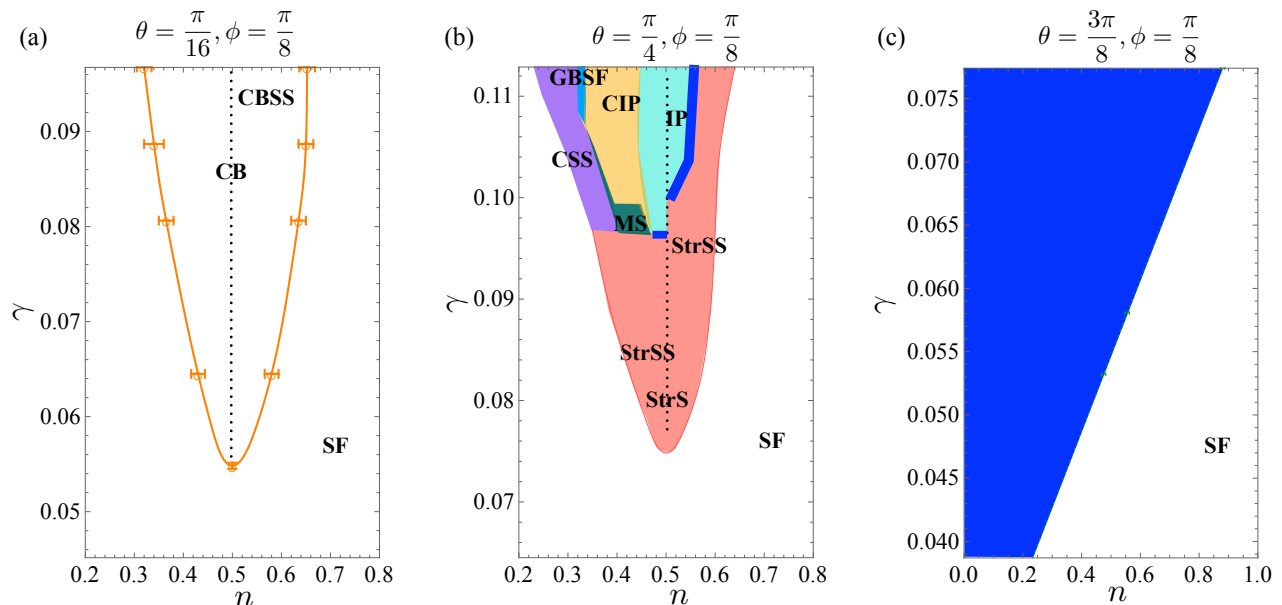 (a)
θ = π/16, ϕ = π/8
CBSS
CB
SF
γ
0.09
0.08
0.07
0.06
0.05
0.2 0.3 0.4 0.5 0.6 0.7 0.8
n
(b)
θ = π/4, ϕ = π/8
GBSF
CIP
IP
CSS
MS
StrSS
StrSS
StrS
SF
γ
0.11
0.10
0.09
0.08
0.07
0.2 0.3 0.4 0.5 0.6 0.7 0.8
n
(c)
θ = 3π/8, ϕ = π/8
SF
γ
0.075
0.070
0.065
0.060
0.055
0.050
0.045
0.040
0.0 0.2 0.4 0.6 0.8 1.0
n